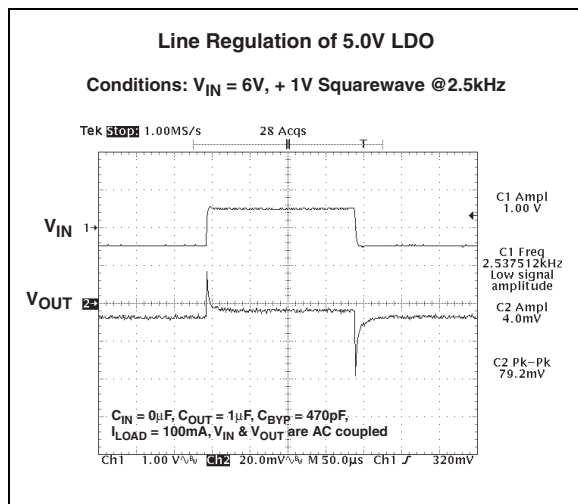 Line Regulation of 5.0V LDO
Conditions: VIN = 6V, + 1V Squarewave @2.5kHz
Tek Stop: 1.00MS/s 28 Acqs
T
C1 Ampl
1.00 V
VIN 1→
C1 Freq
2.537512kHz
Low signal
amplitude
VOUT 2→
C2 Ampl
4.0mV
C2 Pk–Pk
79.2mV
CIN = 0μF, COUT = 1μF, CBYP = 470pF,
ILOAD = 100mA, VIN & VOUT are AC coupled
Ch1 1.00 V∿BW Ch2 20.0mV∿BW M 50.0μs Ch1 ƒ 320mV